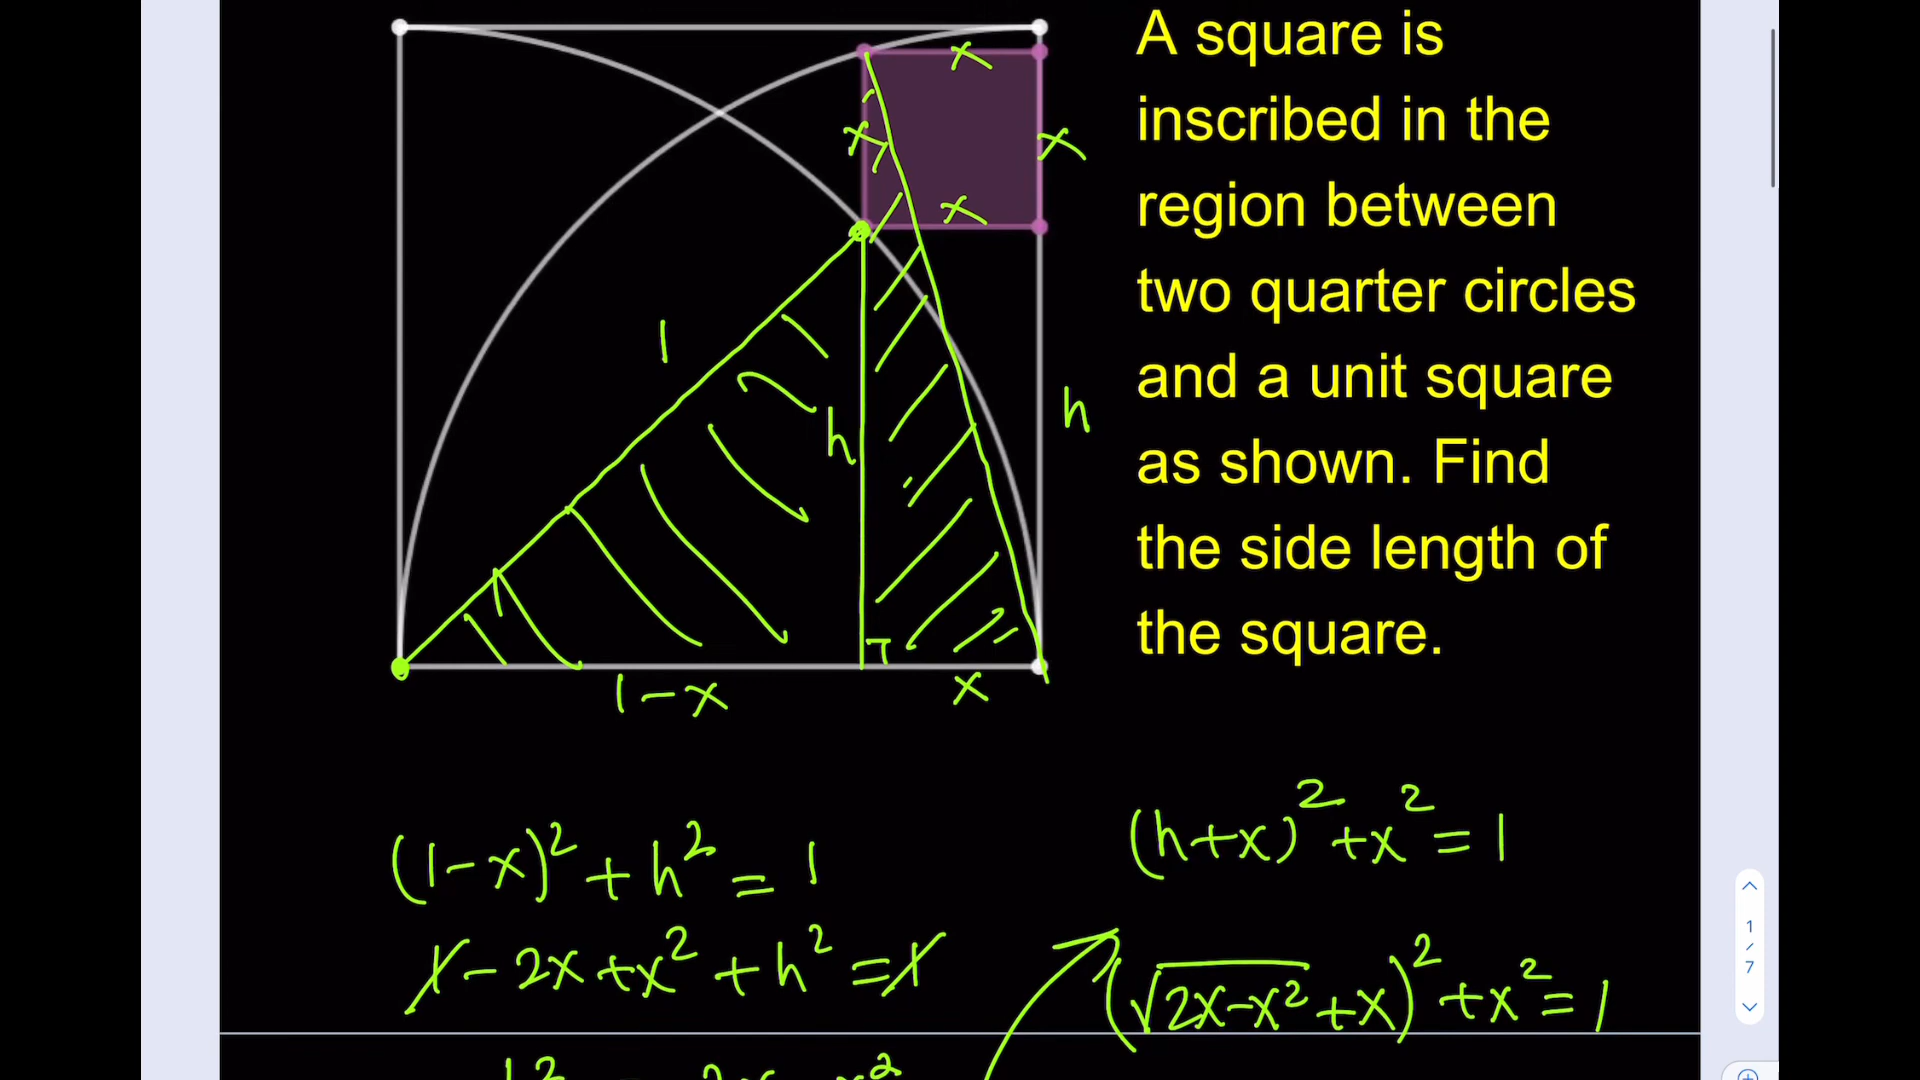 A square is
inscribed in the
region between
two quarter circles
and a unit square
as shown. Find
the side length of
the square.
x
x
x
x
1
h
h
1-x
x
(1-x)² + h² = 1
1 - 2x + x² + h² = 1
(h+x)² + x² = 1
(√2x-x² + x)² + x² = 1
1
/
7